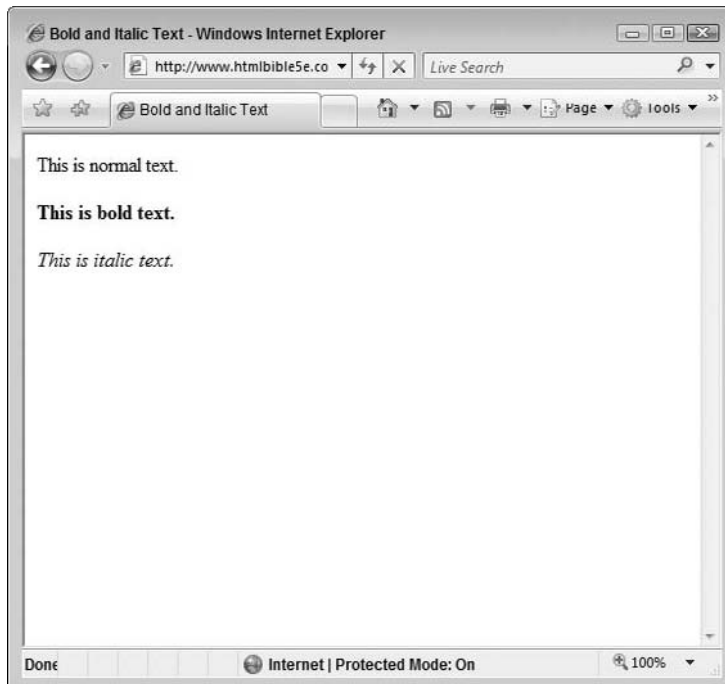 Bold and Italic Text - Windows Internet Explorer
http://www.htmlbible5e.co
Live Search
Bold and Italic Text
Page
Tools
This is normal text.
This is bold text.
This is italic text.
Done
Internet | Protected Mode: On
100%